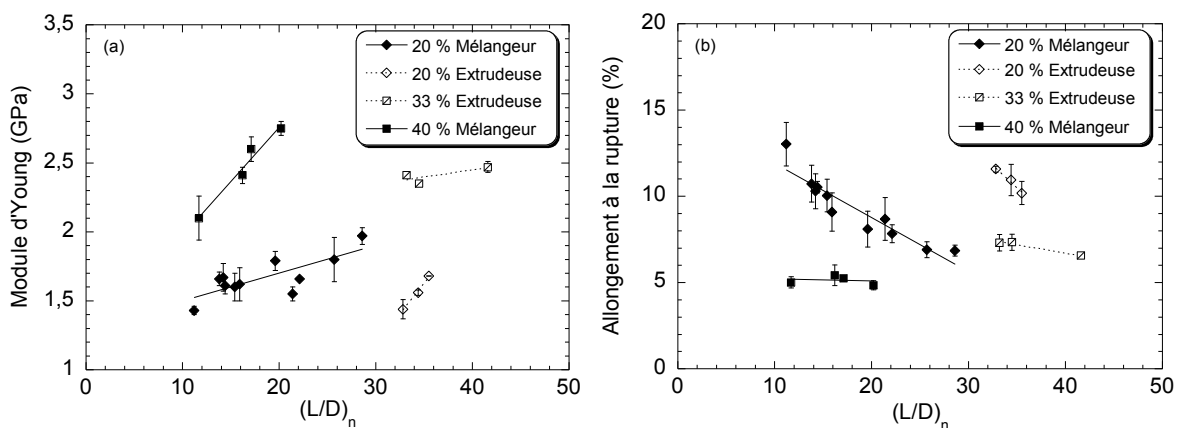 3,5
3
2,5
2
1,5
1
0
10
20
30
40
50
Module d'Young (GPa)
(L/D)n
(a)
20 % Mélangeur
20 % Extrudeuse
33 % Extrudeuse
40 % Mélangeur
20
15
10
5
0
0
10
20
30
40
50
Allongement à la rupture (%)
(L/D)n
(b)
20 % Mélangeur
20 % Extrudeuse
33 % Extrudeuse
40 % Mélangeur